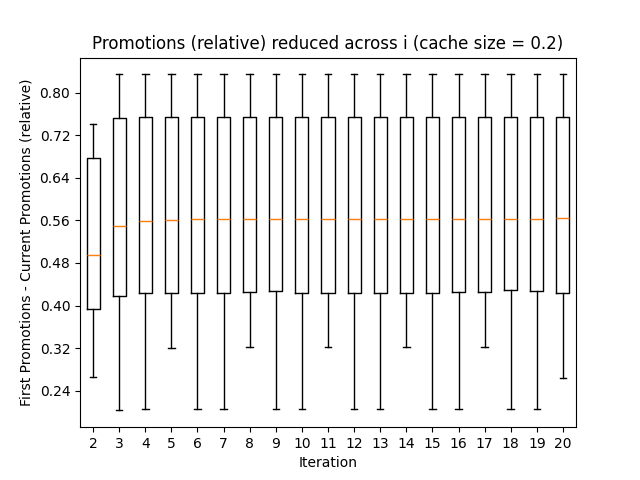 Promotions (relative) reduced across i (cache size = 0.2)
First Promotions - Current Promotions (relative)
0.80
0.72
0.64
0.56
0.48
0.40
0.32
0.24
2 3 4 5 6 7 8 9 10 11 12 13 14 15 16 17 18 19 20
Iteration